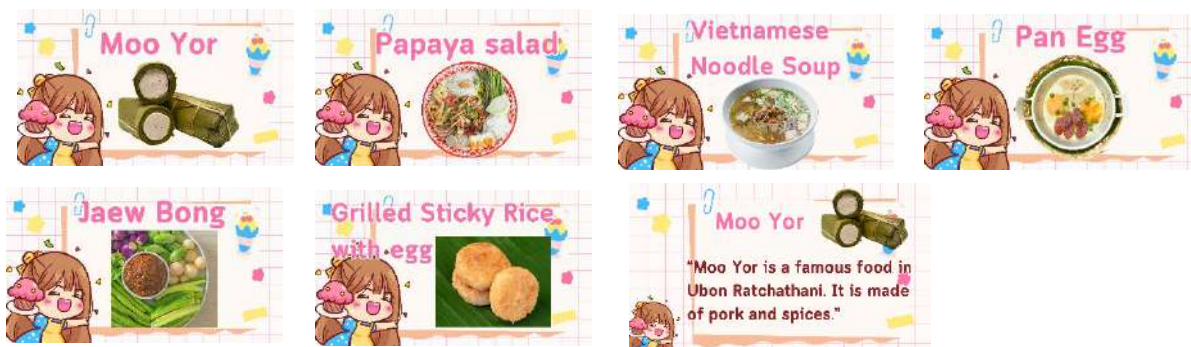 Moo Yor
Papaya salad
Vietnamese
Noodle Soup
Pan Egg
Jaew Bong
Grilled Sticky Rice
with egg
Moo Yor
"Moo Yor is a famous food in
Ubon Ratchathani. It is made
of pork and spices."